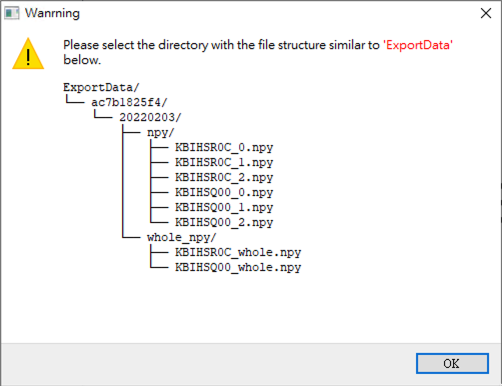 Wanrning
Please select the directory with the file structure similar to 'ExportData'
below.
ExportData/
└── ac7b1825f4/
└── 20220203/
├── npy/
├── KBIHSR0C_0.npy
├── KBIHSR0C_1.npy
├── KBIHSR0C_2.npy
├── KBIHSQ00_0.npy
├── KBIHSQ00_1.npy
└── KBIHSQ00_2.npy
└── whole_npy/
├── KBIHSR0C_whole.npy
└── KBIHSQ00_whole.npy
OK